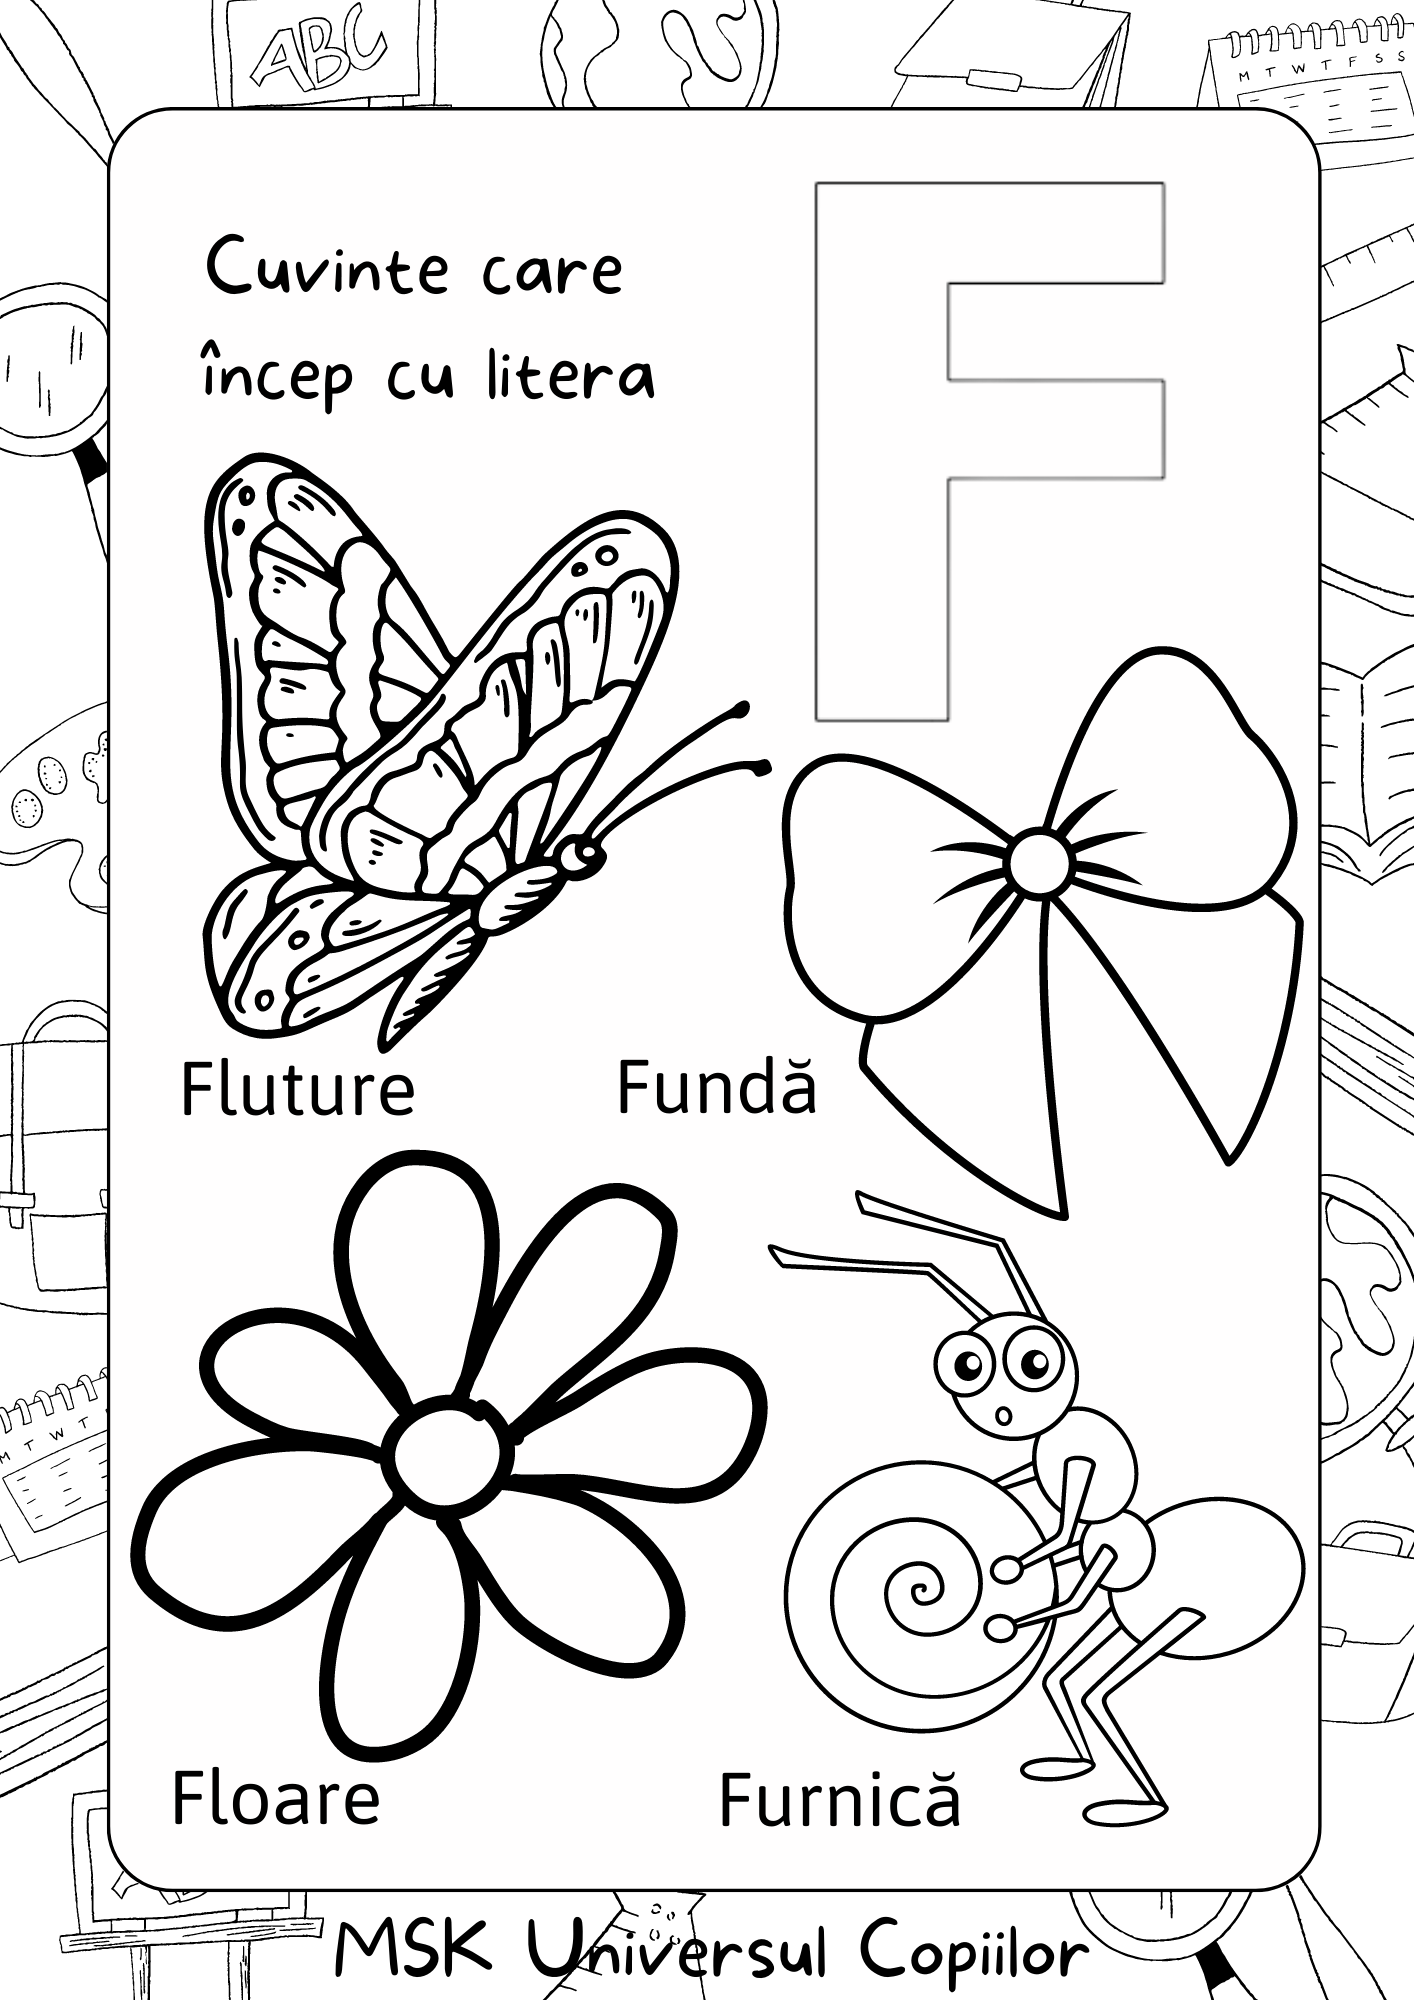 ABC
M T W T F S S
Cuvinte care
încep cu litera
F
Fluture
Fundă
M T W T
Floare
Furnică
MSK Universul Copiilor